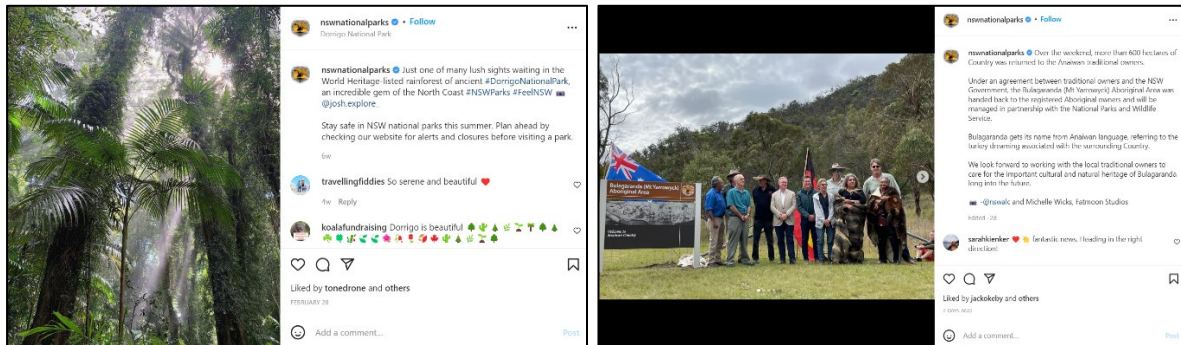 nswnationalparks • Follow
Dorrigo National Park
nswnationalparks Just one of many lush sights waiting in the
World Heritage-listed rainforest of ancient #DorrigoNationalPark,
an incredible gem of the North Coast #NSWParks #FeelNSW
@josh.explore_
Stay safe in NSW national parks this summer. Plan ahead by
checking our website for alerts and closures before visiting a park.
6w
travellingfiddies So serene and beautiful
4w Reply
koalafundraising Dorrigo is beautiful
Liked by tonedrone and others
FEBRUARY 28
Add a comment...
Post
Bulagaranda (Mt Yarrowyck)
Aboriginal Area
Welcome to
Anaiwan Country
nswnationalparks • Follow
nswnationalparks Over the weekend, more than 600 hectares of
Country was returned to the Anaiwan traditional owners.
Under an agreement between traditional owners and the NSW
Government, the Bulagaranda (Mt Yarrowyck) Aboriginal Area was
handed back to the registered Aboriginal owners and will be
managed in partnership with the National Parks and Wildlife
Service.
Bulagaranda gets its name from Anaiwan language, referring to the
turkey dreaming associated with the surrounding Country.
We look forward to working with the local traditional owners to
care for the important cultural and natural heritage of Bulagaranda
long into the future.
-@nswalc and Michelle Wicks, Fatmoon Studios
Edited ·
sarahkienker fantastic news. Heading in the right
direction!
Liked by jackokeby and others
7 DAYS AGO
Add a comment...
Post